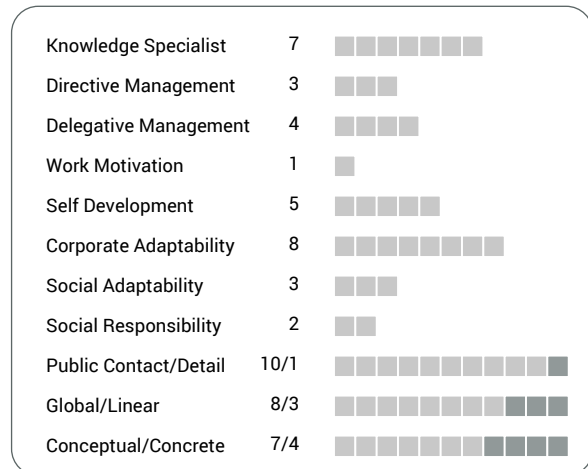 Knowledge Specialist 7
Directive Management 3
Delegative Management 4
Work Motivation 1
Self Development 5
Corporate Adaptability 8
Social Adaptability 3
Social Responsibility 2
Public Contact/Detail 10/1
Global/Linear 8/3
Conceptual/Concrete 7/4